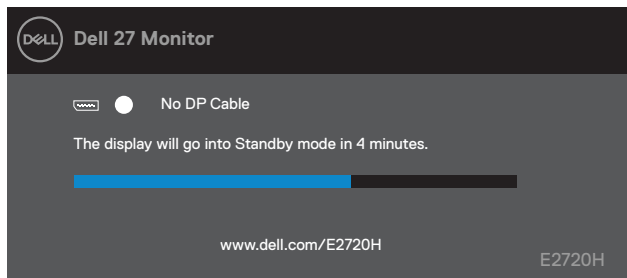 DELL
Dell 27 Monitor
No DP Cable
The display will go into Standby mode in 4 minutes.
www.dell.com/E2720H
E2720H